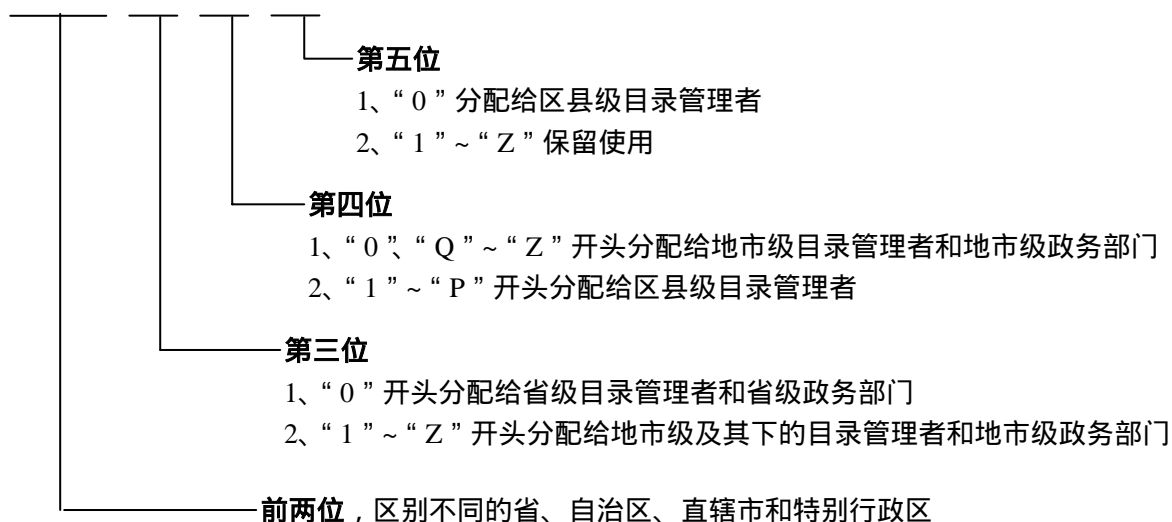 第五位
1、“0”分配给区县级目录管理者
2、“1”~“Z”保留使用
第四位
1、“0”、“Q”~“Z”开头分配给地市级目录管理者和地市级政务部门
2、“1”~“P”开头分配给区县级目录管理者
第三位
1、“0”开头分配给省级目录管理者和省级政务部门
2、“1”~“Z”开头分配给地市级及其下的目录管理者和地市级政务部门
前两位，区别不同的省、自治区、直辖市和特别行政区